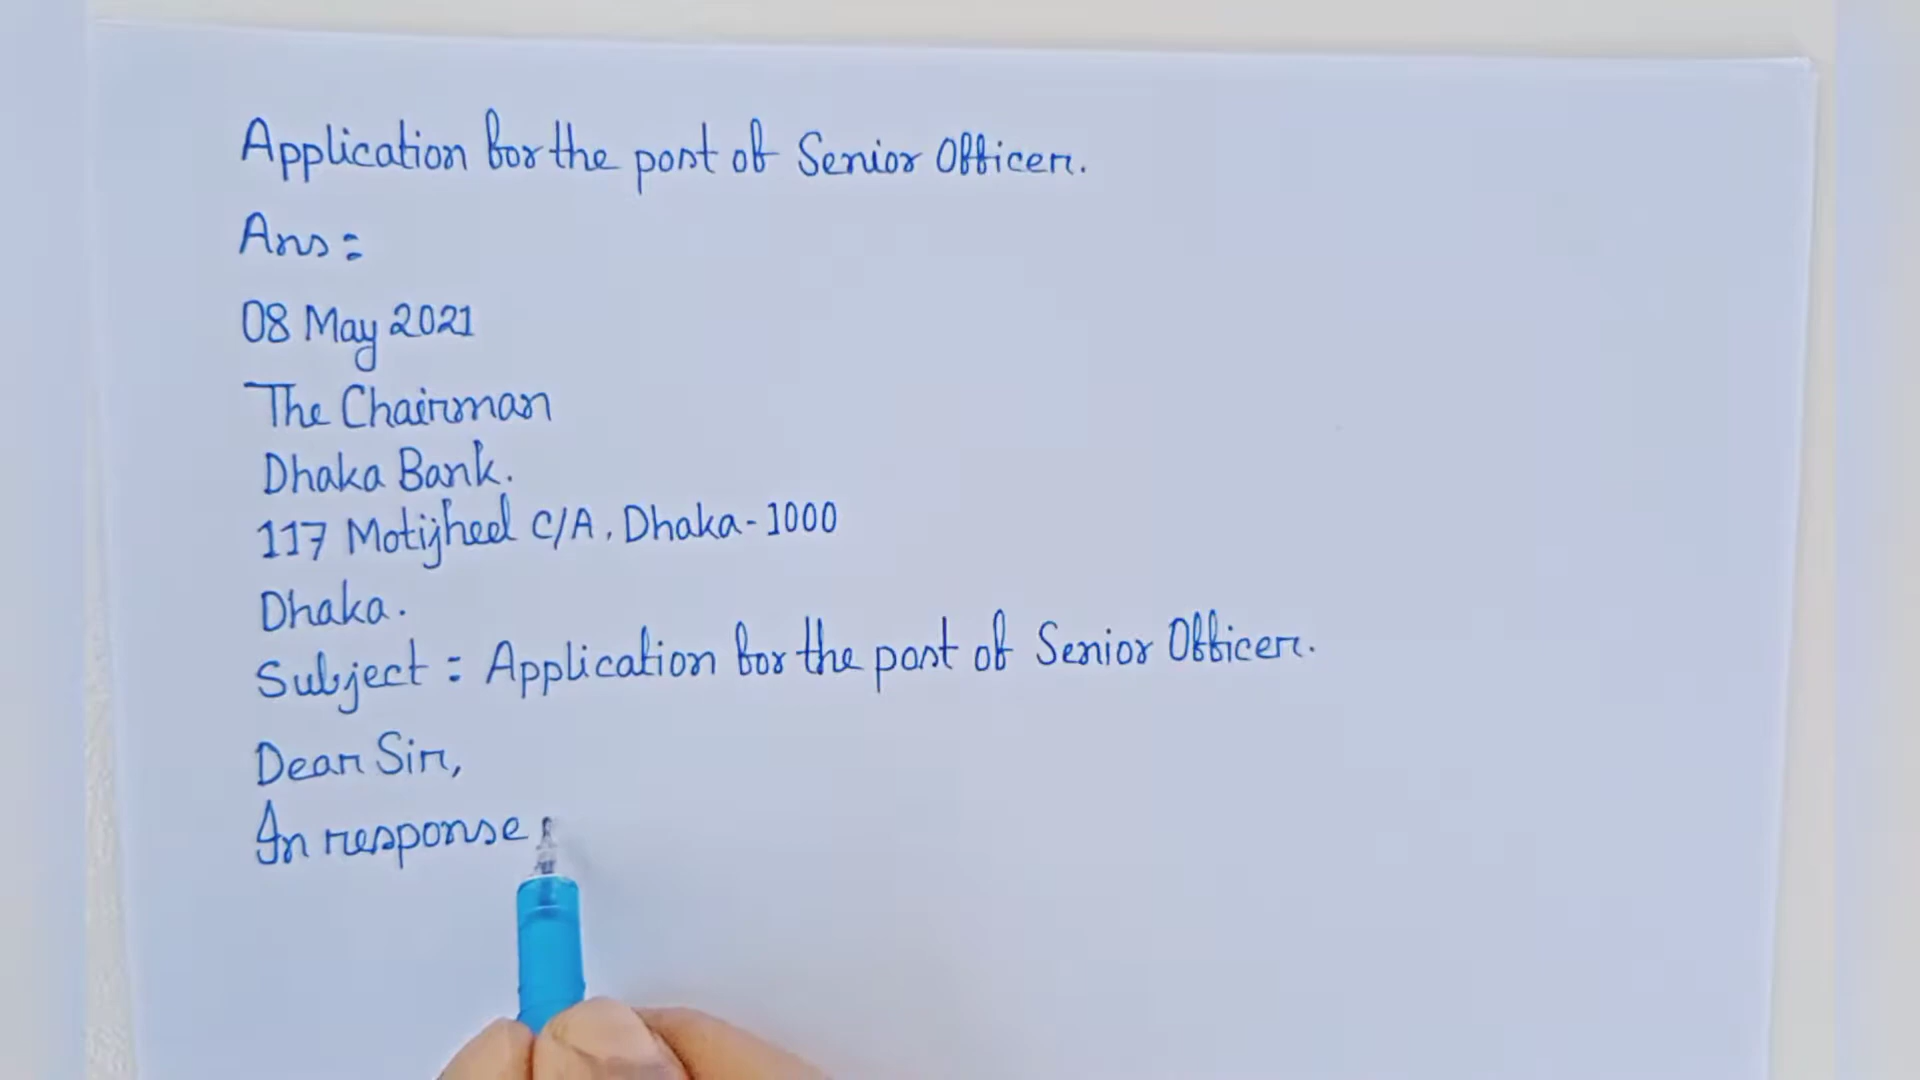 Application for the post of Senior Officer.
Ans:
08 May 2021
The Chairman
Dhaka Bank.
117 Motijheel C/A, Dhaka-1000
Dhaka.
Subject: Application for the post of Senior Officer.
Dear Sir,
In response